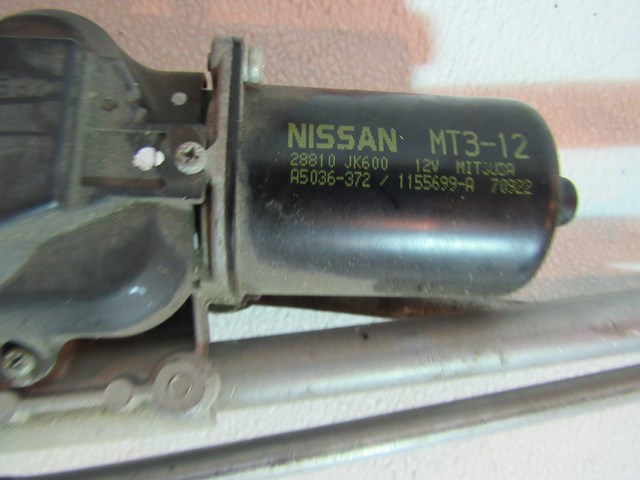 NISSAN MT3-12
28810 JK600 12V MITSUBA
A5036-372 / 1155699-A 70922